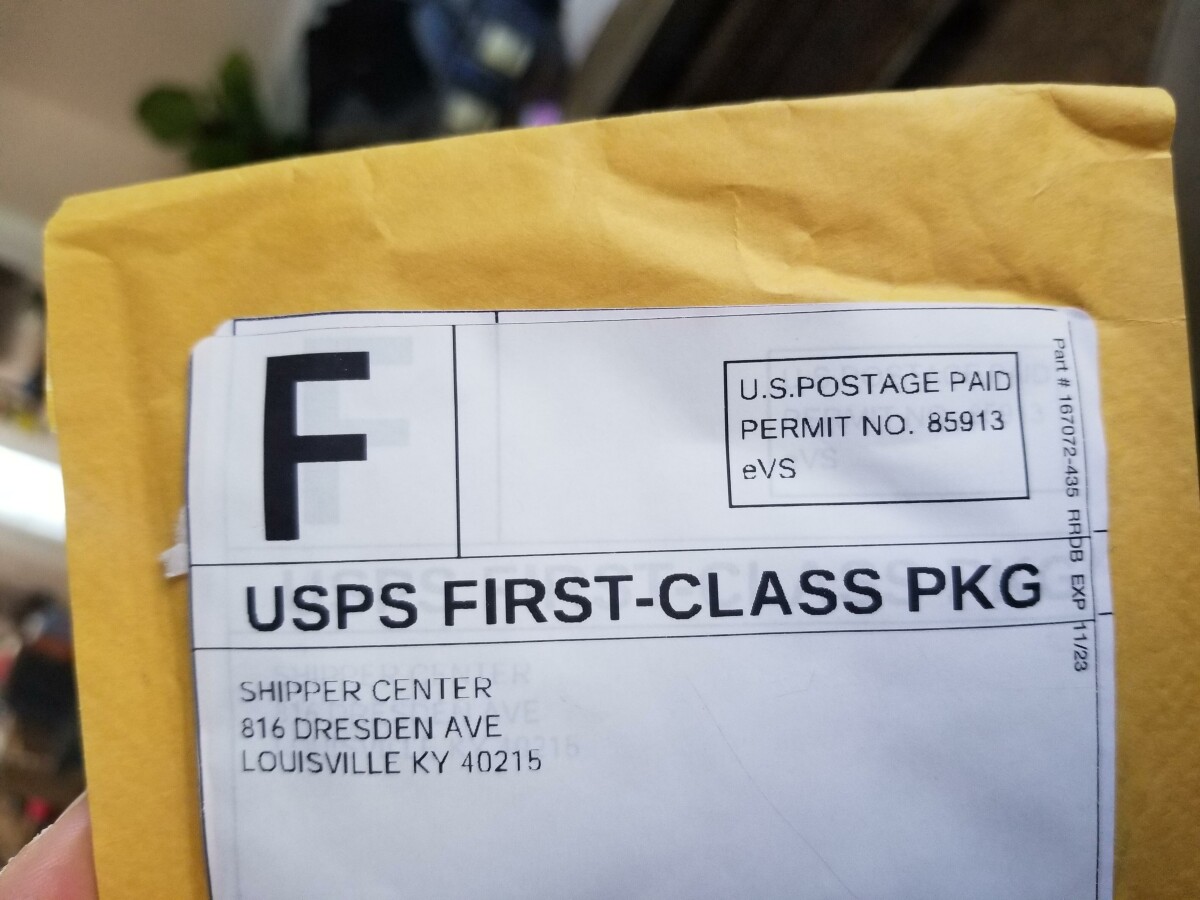 F
U.S.POSTAGE PAID
PERMIT NO. 85913
eVS
Part # 167072-435 RRDB EXP 11/23
USPS FIRST-CLASS PKG
SHIPPER CENTER
816 DRESDEN AVE
LOUISVILLE KY 40215